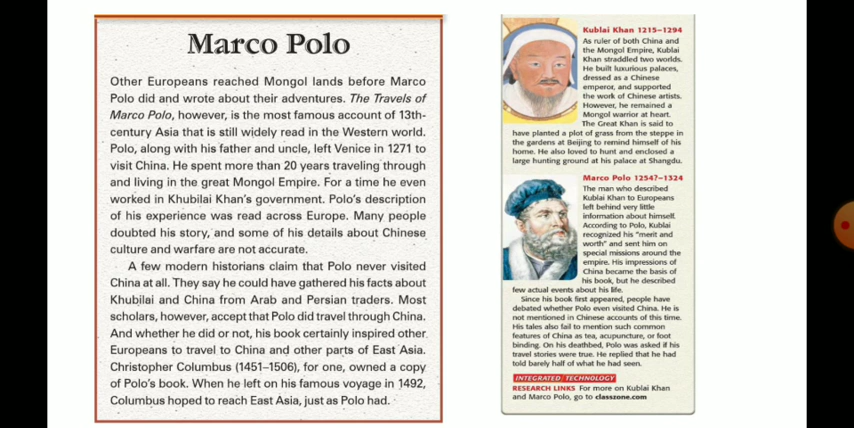 Marco Polo
Other Europeans reached Mongol lands before Marco
Polo did and wrote about their adventures. The Travels of
Marco Polo, however, is the most famous account of 13th-
century Asia that is still widely read in the Western world.
Polo, along with his father and uncle, left Venice in 1271 to
visit China. He spent more than 20 years traveling through
and living in the great Mongol Empire. For a time he even
worked in Khubilai Khan's government. Polo's description
of his experience was read across Europe. Many people
doubted his story, and some of his details about Chinese
culture and warfare are not accurate.
A few modern historians claim that Polo never visited
China at all. They say he could have gathered his facts about
Khubilai and China from Arab and Persian traders. Most
scholars, however, accept that Polo did travel through China.
And whether he did or not, his book certainly inspired other
Europeans to travel to China and other parts of East Asia.
Christopher Columbus (1451–1506), for one, owned a copy
of Polo's book. When he left on his famous voyage in 1492,
Columbus hoped to reach East Asia, just as Polo had.
Kublai Khan 1215–1294
As ruler of both China and
the Mongol Empire, Kublai
Khan straddled two worlds.
He built luxurious palaces,
dressed as a Chinese
emperor, and supported
the work of Chinese artists.
However, he remained a
Mongol warrior at heart.
The Great Khan is said to
have planted a plot of grass from the steppe in
the gardens at Beijing to remind himself of his
home. He also loved to hunt and enclosed a
large hunting ground at his palace at Shangdu.
Marco Polo 1254?–1324
The man who described
Kublai Khan to Europeans
left behind very little
information about himself.
According to Polo, Kublai
recognized his "merit and
worth" and sent him on
special missions around the
empire. His impressions of
China became the basis of
his book, but he described
few actual events about his life.
Since his book first appeared, people have
debated whether Polo even visited China. He is
not mentioned in Chinese accounts of this time.
His tales also fail to mention such common
features of China as tea, acupuncture, or foot
binding. On his deathbed, Polo was asked if his
travel stories were true. He replied that he had
told barely half of what he had seen.
INTEGRATED TECHNOLOGY
RESEARCH LINKS For more on Kublai Khan
and Marco Polo, go to classzone.com